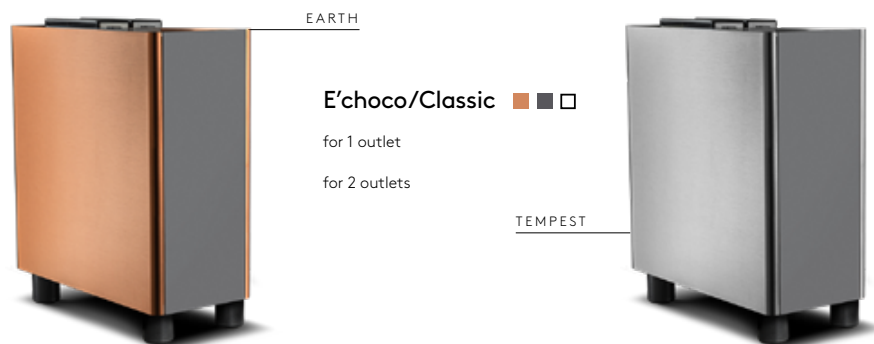 EARTH
E'choco/Classic
for 1 outlet
for 2 outlets
TEMPEST